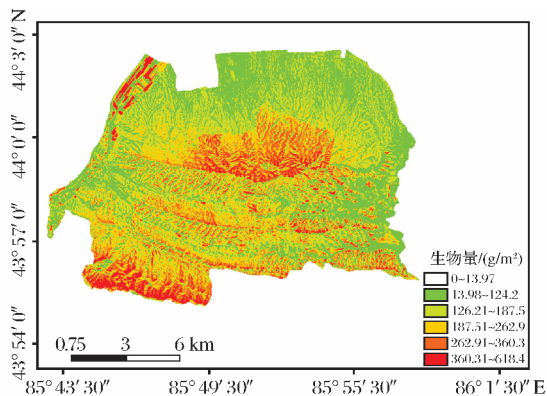 44° 3′ 0″ N
44° 0′ 0″
43° 57′ 0″
43° 54′ 0″
生物量/(g/m²)
0~13.97
13.98~124.2
126.21~187.5
187.51~262.9
262.91~360.3
360.31~618.4
0.75 3 6 km
85° 43′ 30″ 85° 49′ 30″ 85° 55′ 30″ 86° 1′ 30″ E